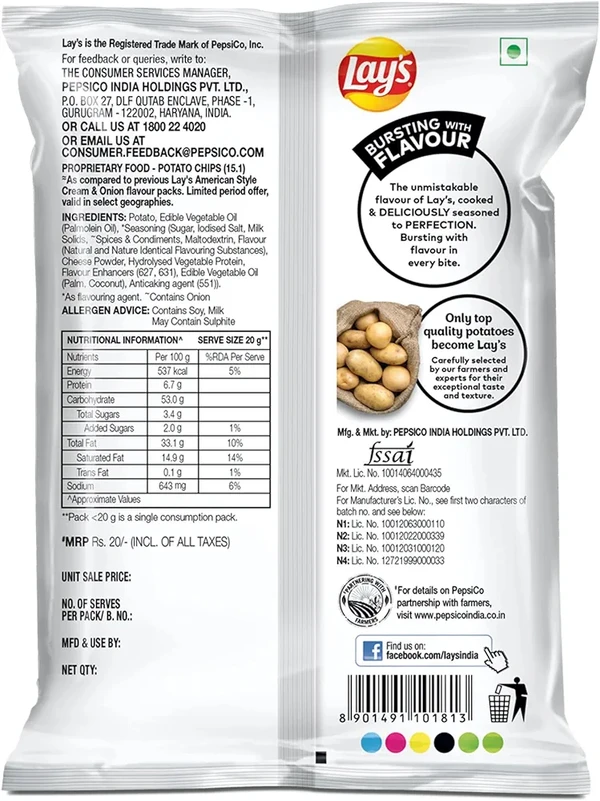 Lay's is the Registered Trade Mark of PepsiCo, Inc.
For feedback or queries, write to:
THE CONSUMER SERVICES MANAGER,
PEPSICO INDIA HOLDINGS PVT. LTD.,
P.O. BOX 27, DLF QUTAB ENCLAVE, PHASE -1,
GURUGRAM - 122002, HARYANA, INDIA.
OR CALL US AT 1800 22 4020
OR EMAIL US AT
CONSUMER.FEEDBACK@PEPSICO.COM
PROPRIETARY FOOD - POTATO CHIPS (15.1)
≈As compared to previous Lay's American Style
Cream & Onion flavour packs. Limited period offer,
valid in select geographies.
INGREDIENTS: Potato, Edible Vegetable Oil
(Palmolein Oil), *Seasoning (Sugar, Iodised Salt, Milk
Solids, ~Spices & Condiments, Maltodextrin, Flavour
(Natural and Nature Identical Flavouring Substances),
Cheese Powder, Hydrolysed Vegetable Protein,
Flavour Enhancers (627, 631), Edible Vegetable Oil
(Palm, Coconut), Anticaking agent (551)).
*As flavouring agent. ~Contains Onion
ALLERGEN ADVICE: Contains Soy, Milk
May Contain Sulphite
NUTRITIONAL INFORMATION^ SERVE SIZE 20 g**
Nutrients Per 100 g %RDA Per Serve
Energy 537 kcal 5%
Protein 6.7 g
Carbohydrate 53.0 g
Total Sugars 3.4 g
Added Sugars 2.0 g 1%
Total Fat 33.1 g 10%
Saturated Fat 14.9 g 14%
Trans Fat 0.1 g 1%
Sodium 643 mg 6%
^Approximate Values
**Pack <20 g is a single consumption pack.
#MRP Rs. 20/- (INCL. OF ALL TAXES)
UNIT SALE PRICE:
NO. OF SERVES
PER PACK/ B. NO.:
MFD & USE BY:
NET QTY:
Lay's
BURSTING WITH
FLAVOUR
The unmistakable
flavour of Lay's, cooked
& DELICIOUSLY seasoned
to PERFECTION.
Bursting with
flavour in
every bite.
Only top
quality potatoes
become Lay's
Carefully selected
by our farmers and
experts for their
exceptional taste
and texture.
Mfg. & Mkt. by: PEPSICO INDIA HOLDINGS PVT. LTD.
fssai
Mkt. Lic. No. 10014064000435
For Mkt. Address, scan Barcode
For Manufacturer's Lic. No., see first two characters of
batch no. and see below:
N1: Lic. No. 10012063000110
N2: Lic. No. 10012022000339
N3: Lic. No. 10012031000120
N4: Lic. No. 12721999000033
PARTNERING WITH
FARMERS
†For details on PepsiCo
partnership with farmers,
visit www.pepsicoindia.co.in
f
Find us on:
facebook.com/laysindia
8 901491 101813